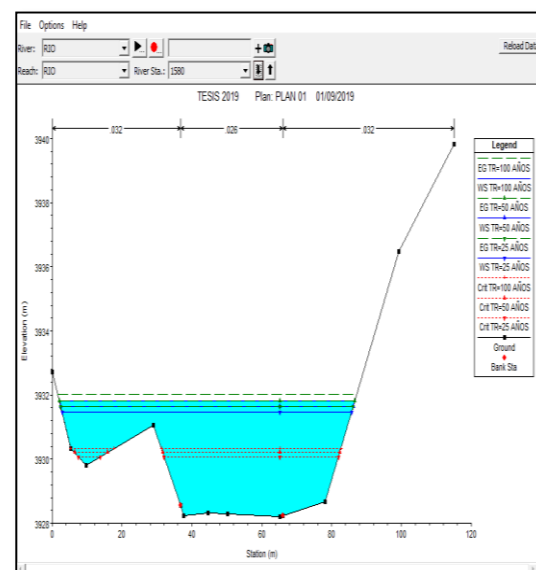 File Options Help
River: RIO
Reload Data
Reach: RIO River Sta.: 1580
TESIS 2019 Plan: PLAN 01 01/09/2019
.032 .026 .032
Legend
EG TR=100 AÑOS
WS TR=100 AÑOS
EG TR=50 AÑOS
WS TR=50 AÑOS
EG TR=25 AÑOS
WS TR=25 AÑOS
Crit TR=100 AÑOS
Crit TR=50 AÑOS
Crit TR=25 AÑOS
Ground
Bank Sta
Elevation (m)
3940
3938
3936
3934
3932
3930
3928
0 20 40 60 80 100 120
Station (m)